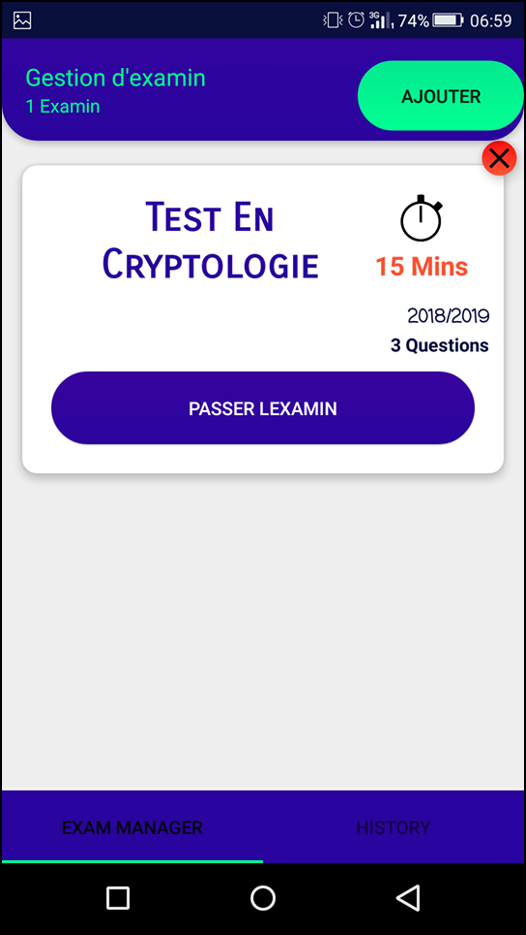 3G 74% 06:59
Gestion d'examin
1 Examin
AJOUTER
Test En
Cryptologie
15 Mins
2018/2019
3 Questions
PASSER LEXAMIN
EXAM MANAGER
HISTORY